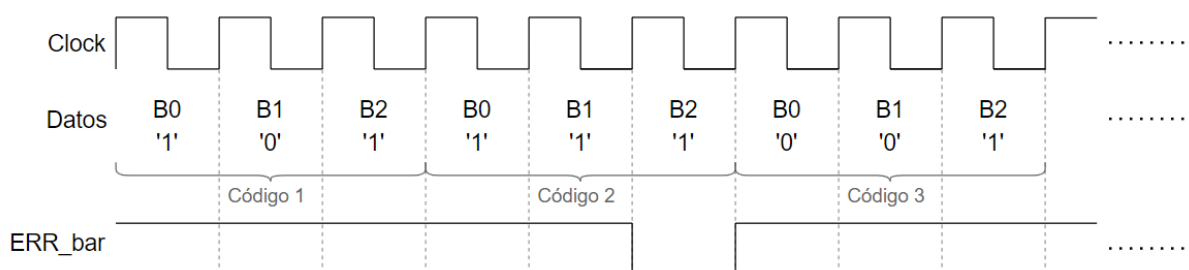 Clock ........
Datos B0 B1 B2 B0 B1 B2 B0 B1 B2 ........
'1' '0' '1' '1' '1' '1' '0' '0' '1'
Código 1 Código 2 Código 3
ERR_bar ........